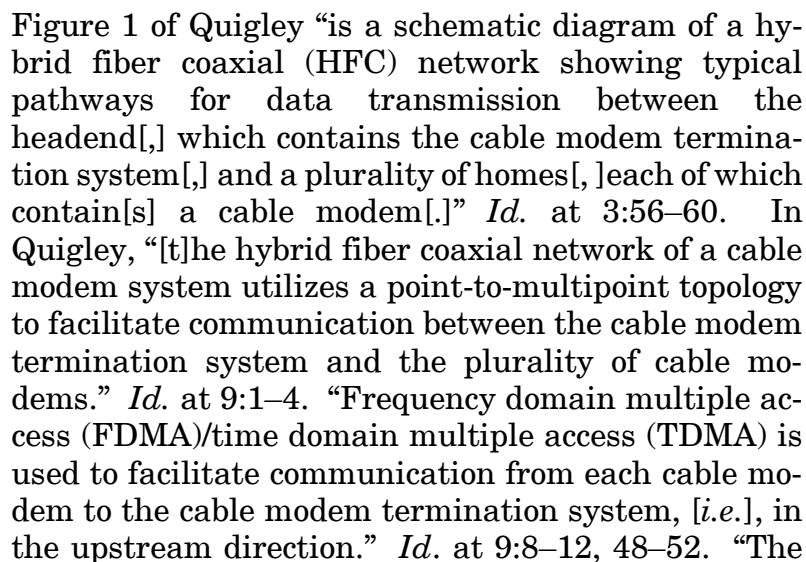 Figure 1 of Quigley “is a schematic diagram of a hy-
brid fiber coaxial (HFC) network showing typical
pathways for data transmission between the
headend[,] which contains the cable modem termina-
tion system[,] and a plurality of homes[, ]each of which
contain[s] a cable modem[.]” Id. at 3:56–60. In
Quigley, “[t]he hybrid fiber coaxial network of a cable
modem system utilizes a point-to-multipoint topology
to facilitate communication between the cable modem
termination system and the plurality of cable mo-
dems.” Id. at 9:1–4. “Frequency domain multiple ac-
cess (FDMA)/time domain multiple access (TDMA) is
used to facilitate communication from each cable mo-
dem to the cable modem termination system, [i.e.], in
the upstream direction.” Id. at 9:8–12, 48–52. “The